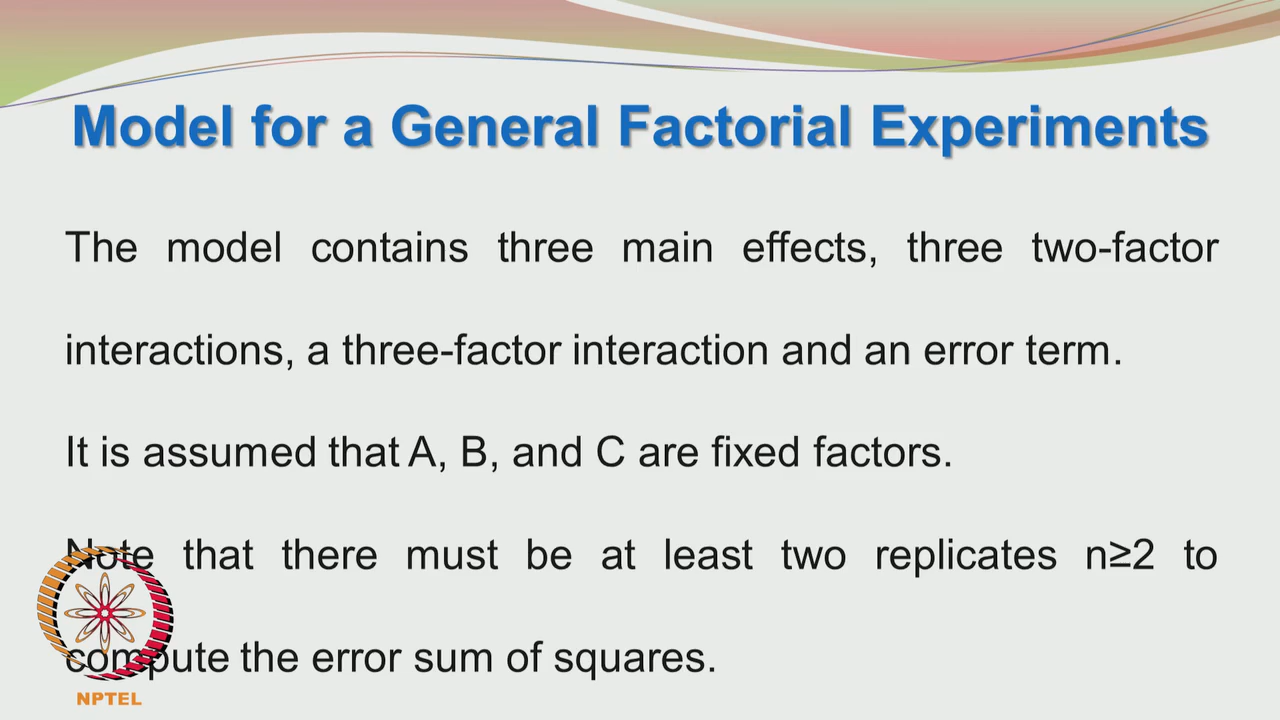 Model for a General Factorial Experiments
The model contains three main effects, three two-factor
interactions, a three-factor interaction and an error term.
It is assumed that A, B, and C are fixed factors.
Note that there must be at least two replicates n≥2 to
compute the error sum of squares.
NPTEL